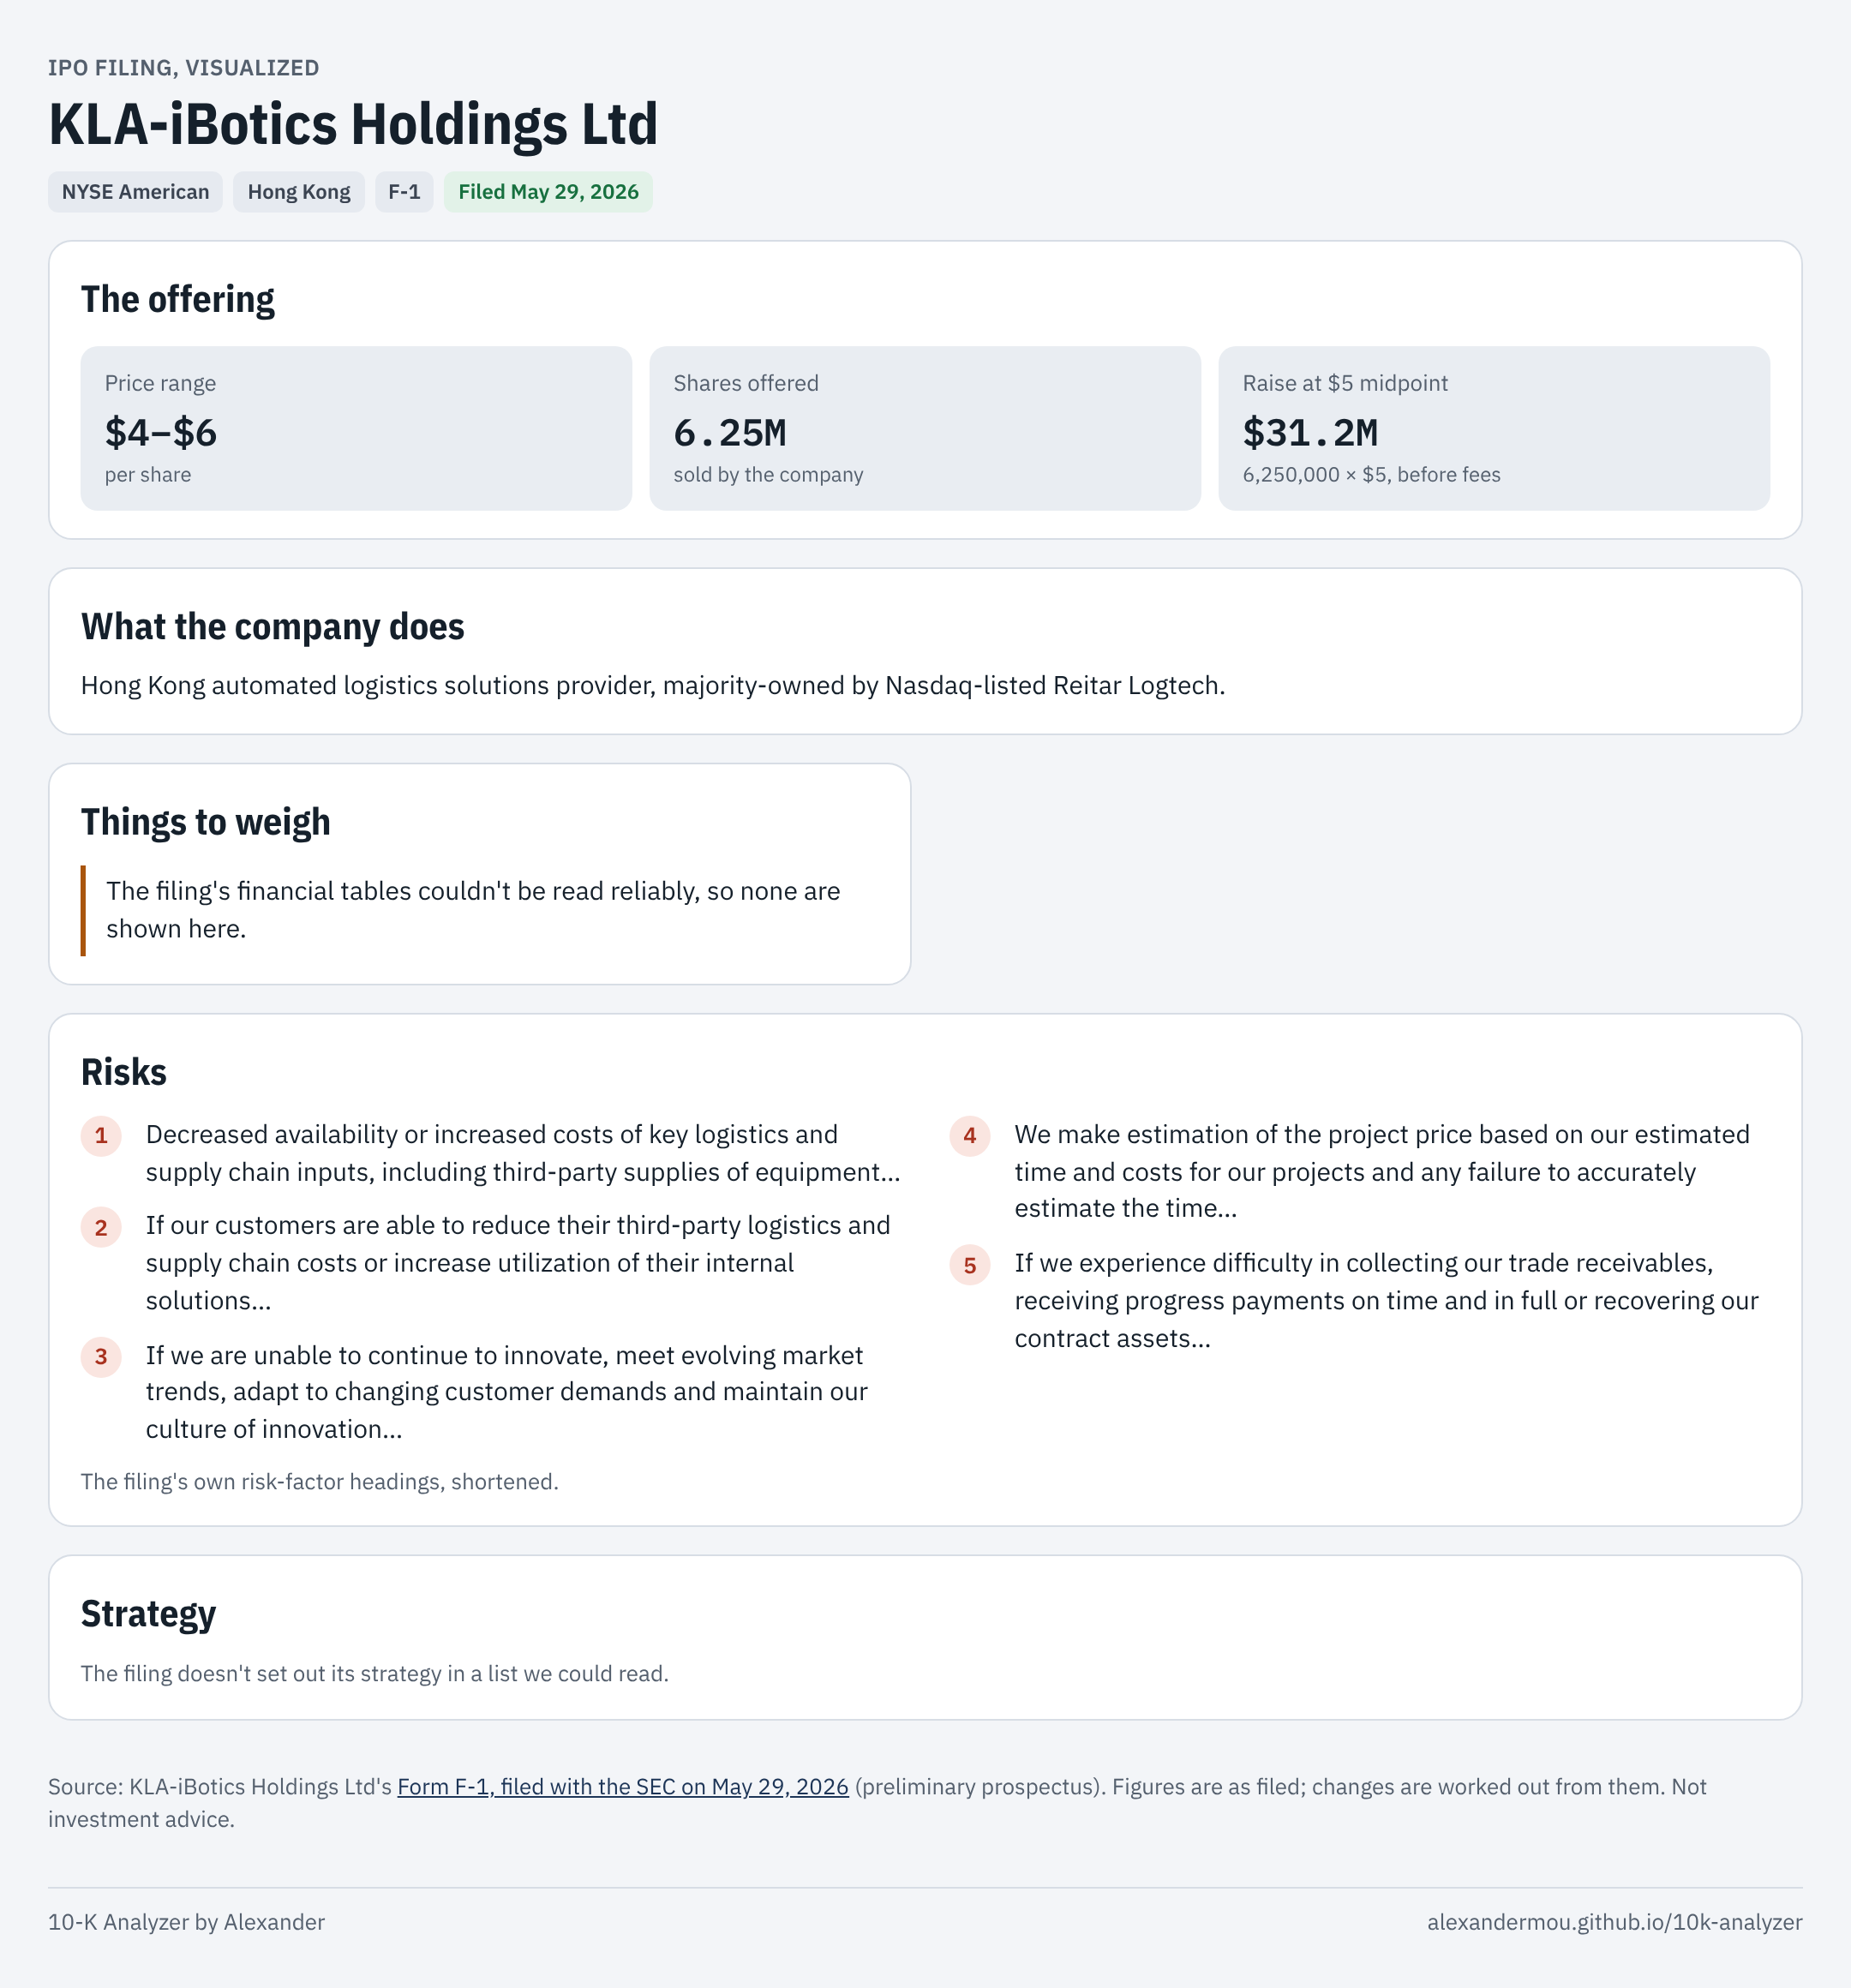 IPO FILING, VISUALIZED
KLA-iBotics Holdings Ltd
NYSE American
Hong Kong
F-1
Filed May 29, 2026
The offering
Price range
$4–$6
per share
Shares offered
6.25M
sold by the company
Raise at $5 midpoint
$31.2M
6,250,000 × $5, before fees
What the company does
Hong Kong automated logistics solutions provider, majority-owned by Nasdaq-listed Reitar Logtech.
Things to weigh
The filing's financial tables couldn't be read reliably, so none are
shown here.
Risks
1
Decreased availability or increased costs of key logistics and
supply chain inputs, including third-party supplies of equipment…
2
If our customers are able to reduce their third-party logistics and
supply chain costs or increase utilization of their internal
solutions…
3
If we are unable to continue to innovate, meet evolving market
trends, adapt to changing customer demands and maintain our
culture of innovation…
4
We make estimation of the project price based on our estimated
time and costs for our projects and any failure to accurately
estimate the time…
5
If we experience difficulty in collecting our trade receivables,
receiving progress payments on time and in full or recovering our
contract assets…
The filing's own risk-factor headings, shortened.
Strategy
The filing doesn't set out its strategy in a list we could read.
Source: KLA-iBotics Holdings Ltd's Form F-1, filed with the SEC on May 29, 2026 (preliminary prospectus). Figures are as filed; changes are worked out from them. Not
investment advice.
10-K Analyzer by Alexander
alexandermou.github.io/10k-analyzer